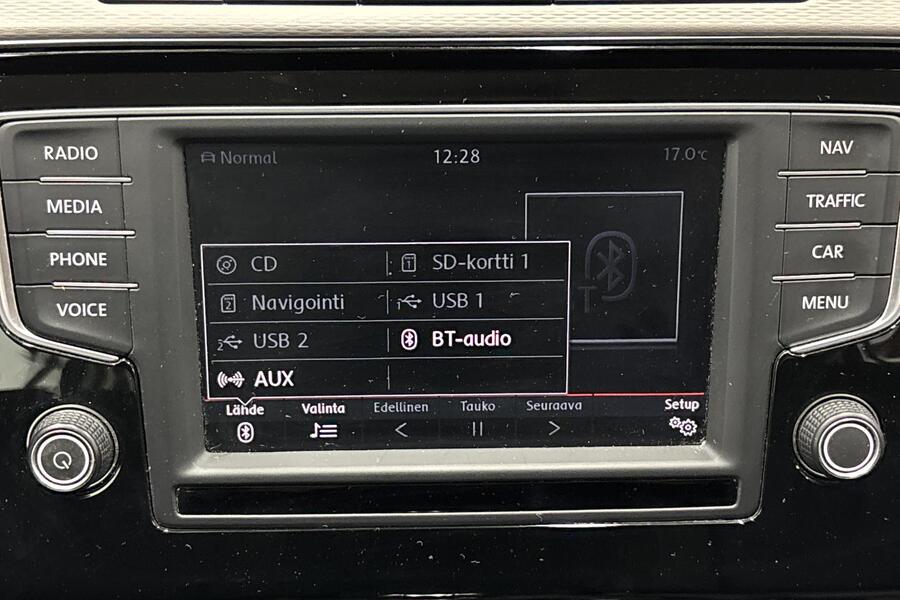 RADIO
MEDIA
PHONE
VOICE
Normal
12:28
17.0°c
CD
SD-kortti 1
Navigointi
USB 1
USB 2
BT-audio
AUX
Lähde
Valinta
Edellinen
Tauko
Seuraava
Setup
NAV
TRAFFIC
CAR
MENU